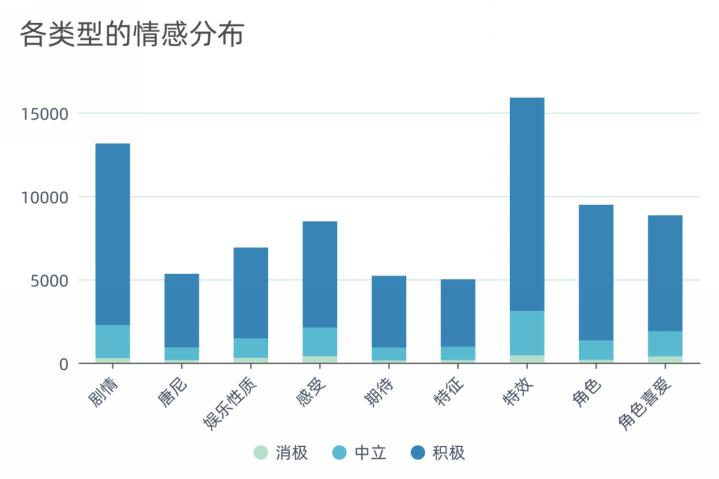 各类型的情感分布
15000
10000
5000
0
剧情
唐尼
娱乐性质
感受
期待
特征
特效
角色
角色喜爱
消极 中立 积极